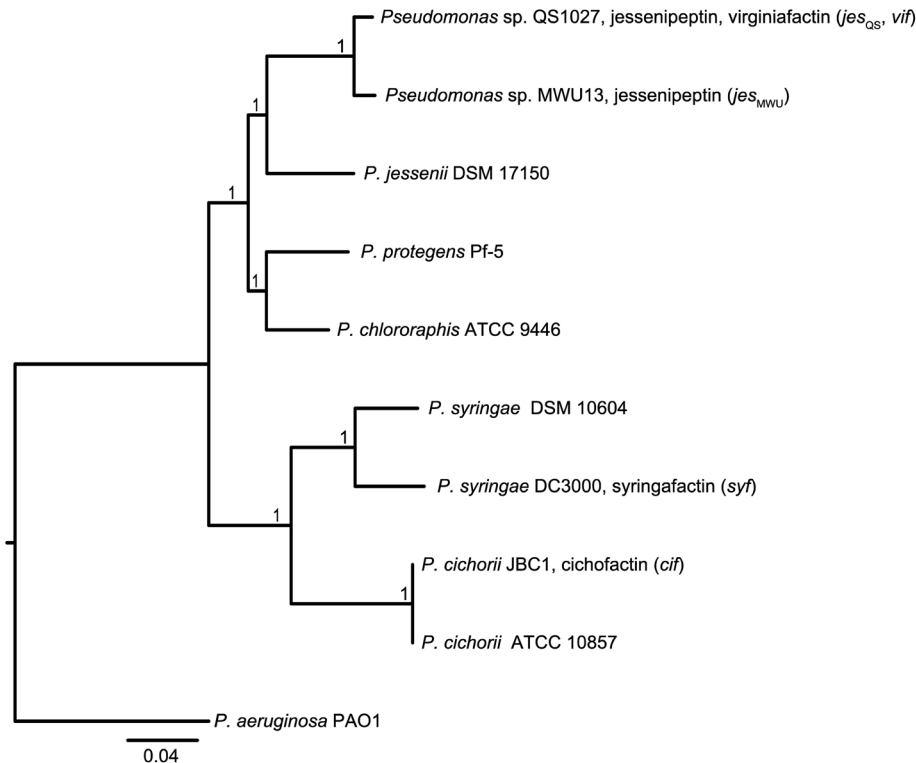 Pseudomonas sp. QS1027, jessenipeptin, virginiafactin (jesQS, vif)
1
Pseudomonas sp. MWU13, jessenipeptin (jesMWU)
1
P. jessenii DSM 17150
1
P. protegens Pf-5
1
P. chlororaphis ATCC 9446
P. syringae DSM 10604
1
P. syringae DC3000, syringafactin (syf)
1
P. cichorii JBC1, cichofactin (cif)
1
P. cichorii ATCC 10857
P. aeruginosa PAO1
0.04